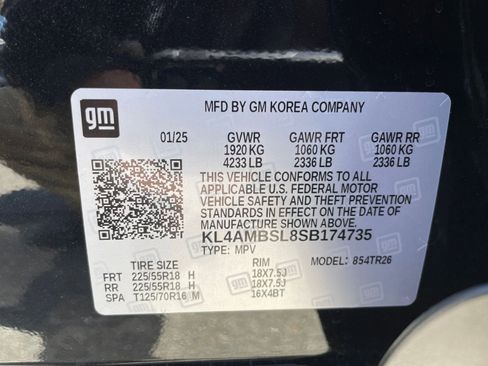 gm
MFD BY GM KOREA COMPANY
01/25 GVWR GAWR FRT GAWR RR
1920 KG 1060 KG 1060 KG
4233 LB 2336 LB 2336 LB
THIS VEHICLE CONFORMS TO ALL
APPLICABLE U.S. FEDERAL MOTOR
VEHICLE SAFETY AND THEFT PREVENTION
STANDARDS IN EFFECT ON THE DATE OF
MANUFACTURE SHOWN ABOVE.
KL4AMBSL8SB174735
TYPE: MPV MODEL: 854TR26
TIRE SIZE RIM
FRT 225/55R18 H 18X7.5J
RR 225/55R18 H 18X7.5J
SPA T125/70R16 M 16X4BT